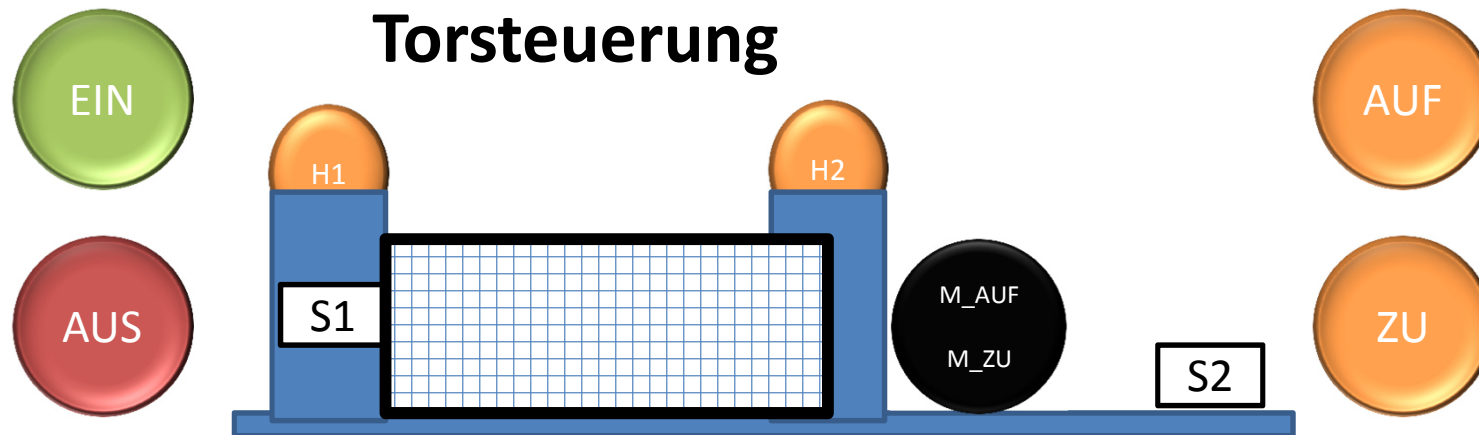 Torsteuerung
EIN
AUF
H1
H2
S1
M_AUF
AUS
ZU
M_ZU
S2